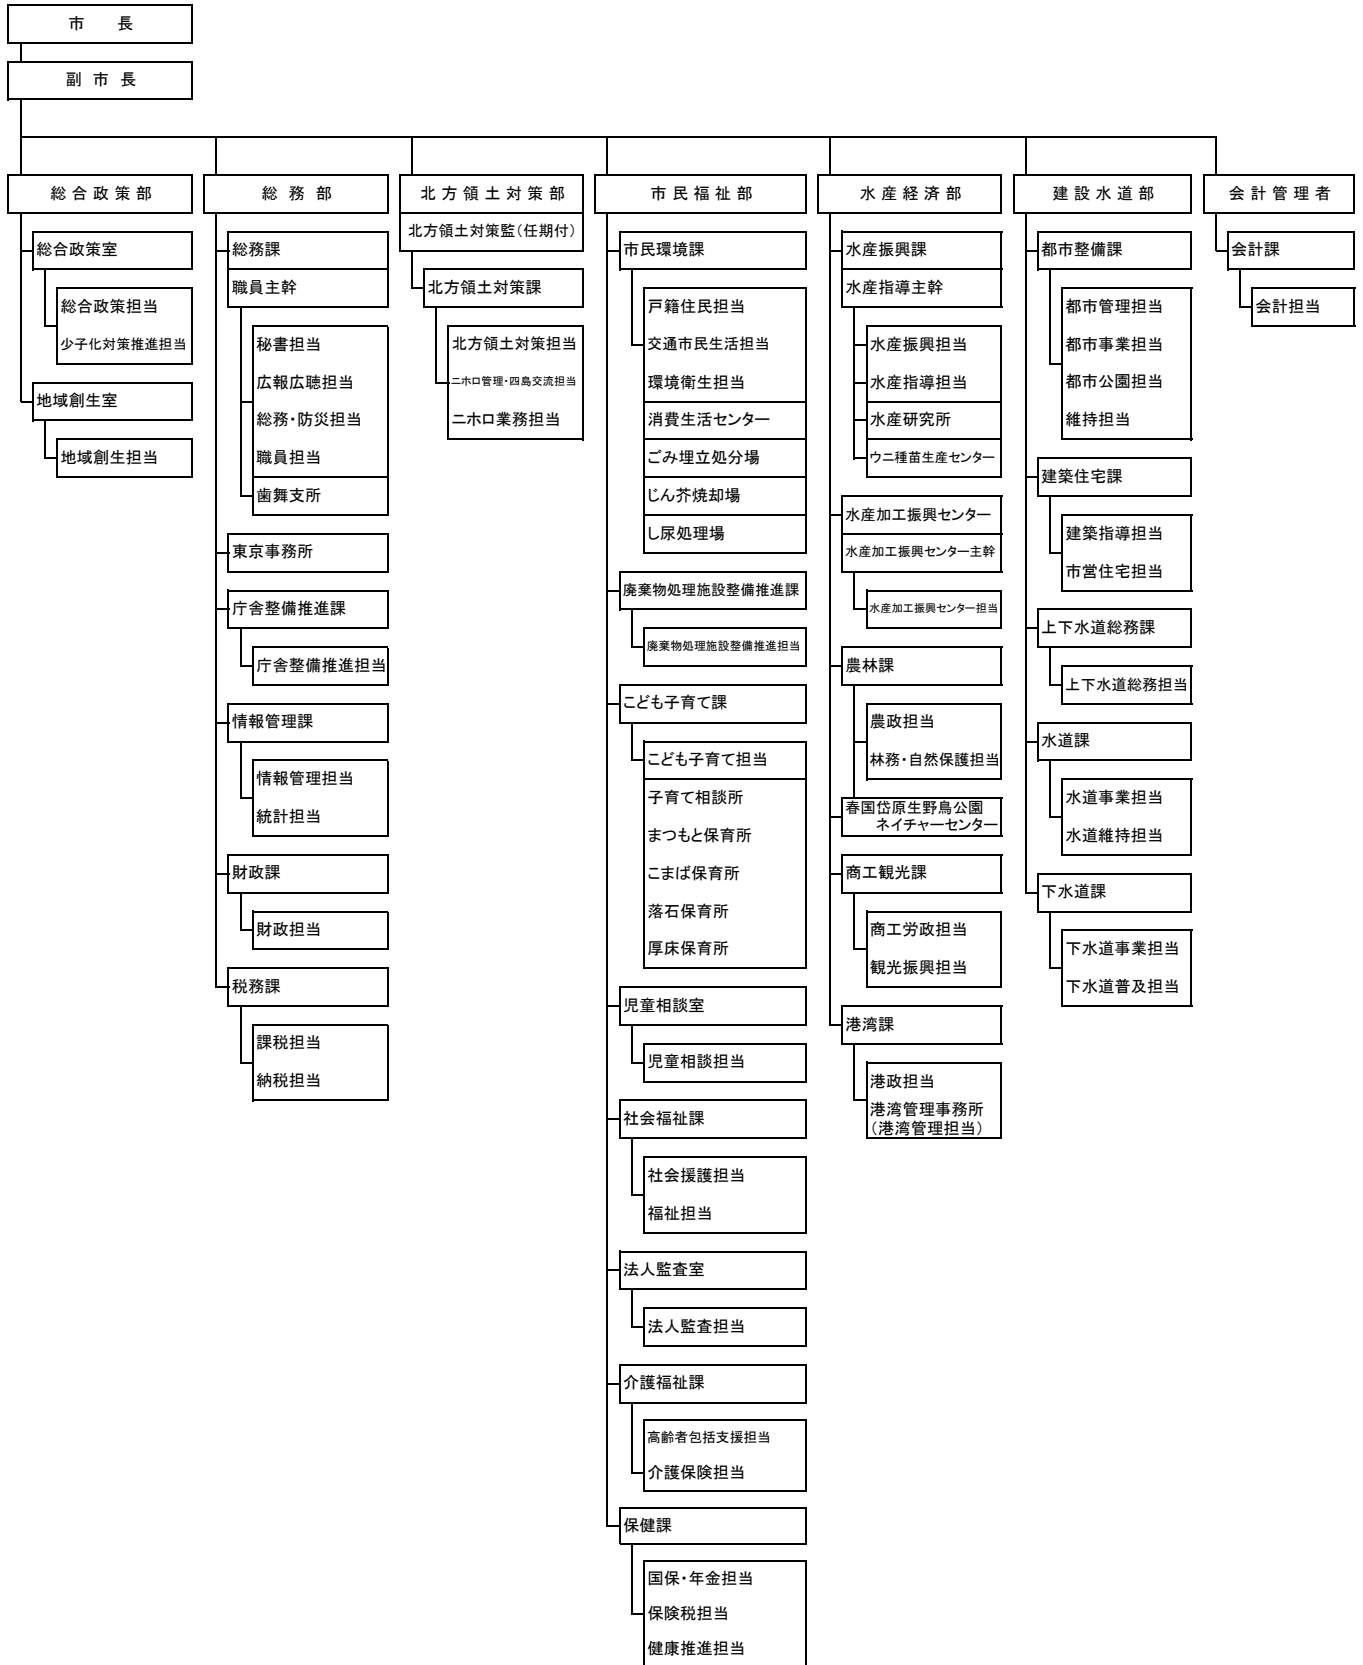 市長
副市長
総合政策部
総合政策室
総合政策担当
少子化対策推進担当
地域創生室
地域創生担当
総務部
総務課
職員主幹
秘書担当
広報広聴担当
総務・防災担当
職員担当
歯舞支所
東京事務所
庁舎整備推進課
庁舎整備推進担当
情報管理課
情報管理担当
統計担当
財政課
財政担当
税務課
課税担当
納税担当
北方領土対策部
北方領土対策監(任期付)
北方領土対策課
北方領土対策担当
ニホロ管理・四島交流担当
ニホロ業務担当
市民福祉部
市民環境課
戸籍住民担当
交通市民生活担当
環境衛生担当
消費生活センター
ごみ埋立処分場
じん芥焼却場
し尿処理場
廃棄物処理施設整備推進課
廃棄物処理施設整備推進担当
こども子育て課
こども子育て担当
子育て相談所
まつもと保育所
こまば保育所
落石保育所
厚床保育所
児童相談室
児童相談担当
社会福祉課
社会援護担当
福祉担当
法人監査室
法人監査担当
介護福祉課
高齢者包括支援担当
介護保険担当
保健課
国保・年金担当
保険税担当
健康推進担当
水産経済部
水産振興課
水産指導主幹
水産振興担当
水産指導担当
水産研究所
ウニ種苗生産センター
水産加工振興センター
水産加工振興センター主幹
水産加工振興センター担当
農林課
農政担当
林務・自然保護担当
春国岱原生野鳥公園
ネイチャーセンター
商工観光課
商工労政担当
観光振興担当
港湾課
港政担当
港湾管理事務所
(港湾管理担当)
建設水道部
都市整備課
都市管理担当
都市事業担当
都市公園担当
維持担当
建築住宅課
建築指導担当
市営住宅担当
上下水道総務課
上下水道総務担当
水道課
水道事業担当
水道維持担当
下水道課
下水道事業担当
下水道普及担当
会計管理者
会計課
会計担当